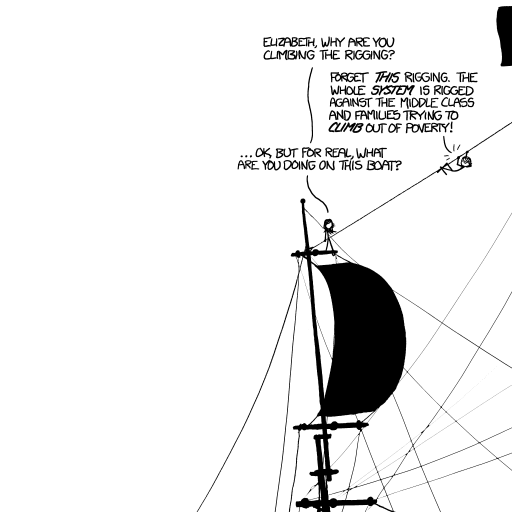 ELIZABETH, WHY ARE YOU
CLIMBING THE RIGGING?
FORGET THIS RIGGING. THE
WHOLE SYSTEM IS RIGGED
AGAINST THE MIDDLE CLASS
AND FAMILIES TRYING TO
CLIMB OUT OF POVERTY!
...OK, BUT FOR REAL, WHAT
ARE YOU DOING ON THIS BOAT?